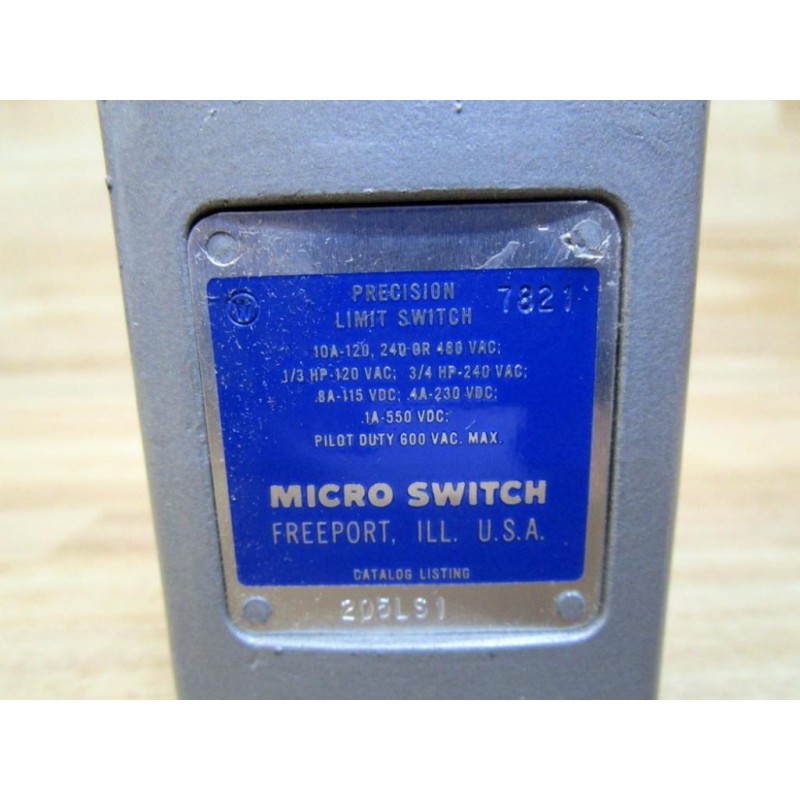 PRECISION 7821
LIMIT SWITCH
10A-120, 240 OR 480 VAC;
1/3 HP-120 VAC; 3/4 HP-240 VAC;
.8A-115 VDC; .4A-230 VDC;
.1A-550 VDC;
PILOT DUTY 600 VAC. MAX.
MICRO SWITCH
FREEPORT, ILL. U.S.A.
CATALOG LISTING
205LS1